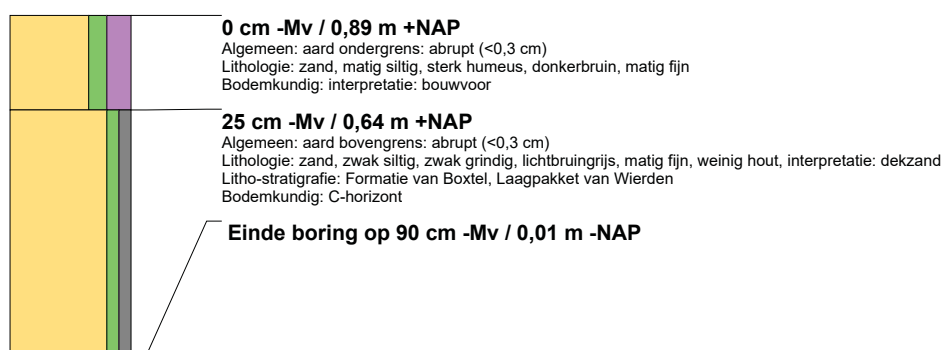 0 cm -Mv / 0,89 m +NAP
Algemeen: aard ondergrens: abrupt (<0,3 cm)
Lithologie: zand, matig siltig, sterk humeus, donkerbruin, matig fijn
Bodemkundig: interpretatie: bouwvoor
25 cm -Mv / 0,64 m +NAP
Algemeen: aard bovengrens: abrupt (<0,3 cm)
Lithologie: zand, zwak siltig, zwak grindig, lichtbruingrijs, matig fijn, weinig hout, interpretatie: dekzand
Litho-stratigrafie: Formatie van Boxtel, Laagpakket van Wierden
Bodemkundig: C-horizont
Einde boring op 90 cm -Mv / 0,01 m -NAP